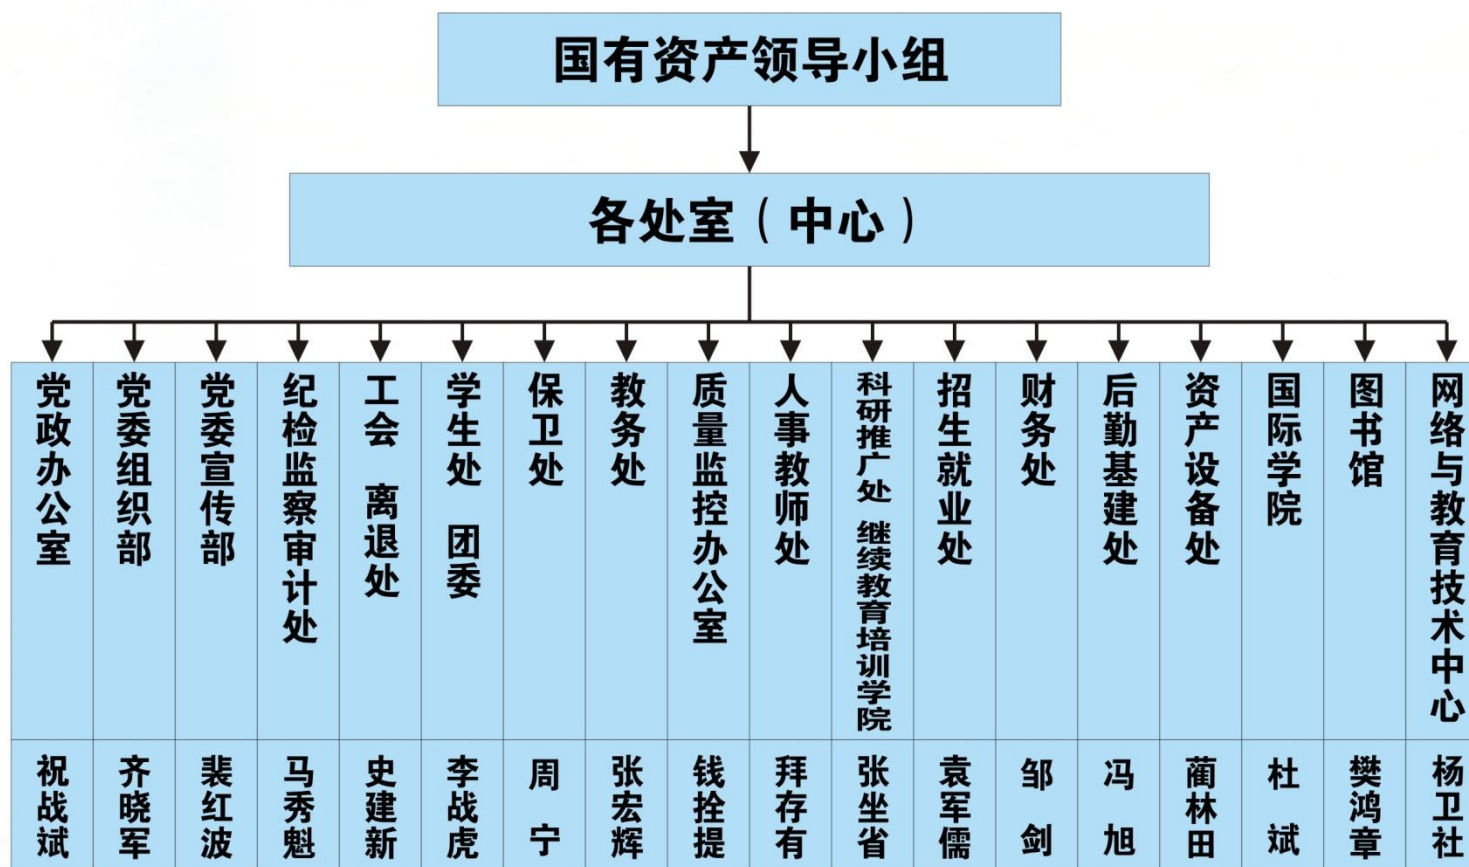 国有资产领导小组
各处室（中心）
党政办公室
党委组织部
党委宣传部
纪检监察审计处
工会 离退处
学生处 团委
保卫处
教务处
质量监控办公室
人事教师处
科研推广处 继续教育培训学院
招生就业处
财务处
后勤基建处
资产设备处
国际学院
图书馆
网络与教育技术中心
祝战斌
齐晓军
裴红波
马秀魁
史建新
李战虎
周 宁
张宏辉
钱拴提
拜存有
张坐省
袁军儒
邹 剑
冯 旭
蔺林田
杜 斌
樊鸿章
杨卫社